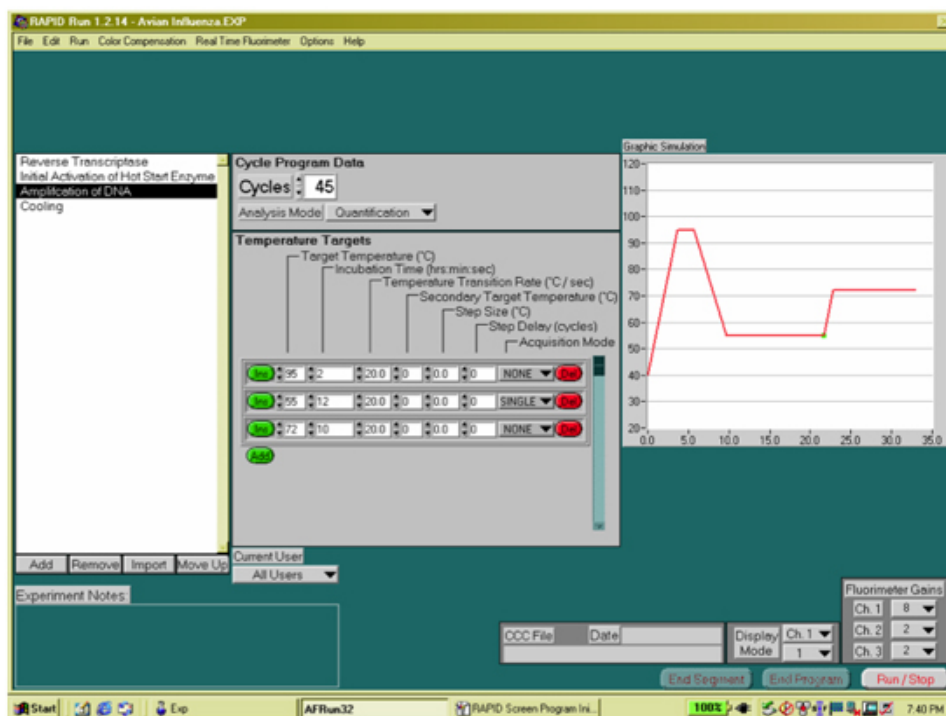 RAPID Run 1.2.14 - Avian Influenza.EXP
File Edit Run Color Compensation Real Time Fluorimeter Options Help
Reverse Transcriptase
Initial Activation of Hot Start Enzyme
Amplifcation of DNA
Cooling
Add Remove Import Move Up
Cycle Program Data
Cycles 45
Analysis Mode Quantification
Temperature Targets
Target Temperature (°C)
Incubation Time (hrs:min:sec)
Temperature Transition Rate (°C / sec)
Secondary Target Temperature (°C)
Step Size (°C)
Step Delay (cycles)
Acquisition Mode
Ins 95 2 20.0 0 0.0 0 NONE Del
Ins 55 12 20.0 0 0.0 0 SINGLE Del
Ins 72 10 20.0 0 0.0 0 NONE Del
Add
Graphic Simulation
120
110
100
90
80
70
60
50
40
30
20
0.0 5.0 10.0 15.0 20.0 25.0 30.0 35.0
Current User
All Users
Experiment Notes:
CCC File Date
Display Mode Ch. 1
1
Fluorimeter Gains
Ch. 1 8
Ch. 2 2
Ch. 3 2
End Segment End Program Run / Stop
Start Exp AFRun32 RAPID Screen Program Ini... 100% 7:40 PM